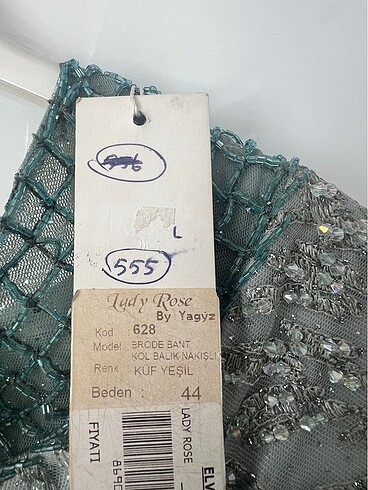 L
555
Lady Rose
By Yagýz
Kod : 628
Model: BRODE BANT
KOL BALIK NAKIŞLI
Renk : KÜF YEŞİL
Beden : 44
FİYATI
LADY ROSE